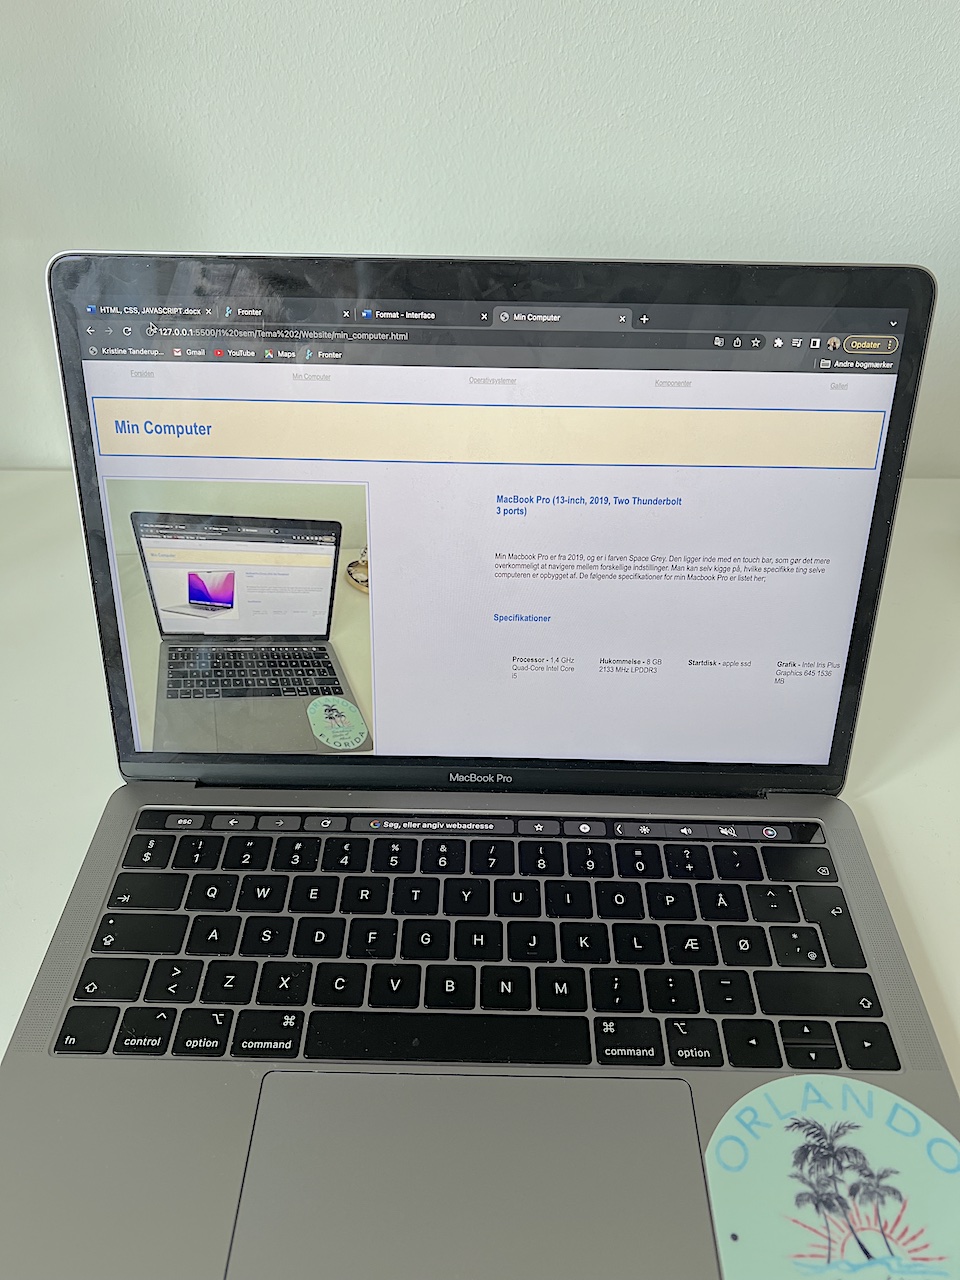 HTML, CSS, JAVASCRIPT.docx
Fronter
Format - Interface
Min Computer
127.0.0.1:5500/1%20sem/Tema%202/Website/min_computer.html
Opdater
Kristine Tanderup...
Gmail
YouTube
Maps
Fronter
Andre bogmærker
Forsiden
Min Computer
Operativsystemer
Komponenter
Galleri
Min Computer
MacBook Pro (13-inch, 2019, Two Thunderbolt
3 ports)
Min Macbook Pro er fra 2019, og er i farven Space Grey. Den ligger inde med en touch bar, som gør det mere
overkommeligt at navigere mellem forskellige indstillinger. Man kan selv kigge på, hvilke specifikke ting selve
computeren er opbygget af. De følgende specifikationer for min Macbook Pro er listet her;
Specifikationer
Processor - 1,4 GHz
Quad-Core Intel Core
i5
Hukommelse - 8 GB
2133 MHz LPDDR3
Startdisk - apple ssd
Grafik - Intel Iris Plus
Graphics 645 1536
MB
Min Computer
ORLANDO
FLORIDA
MacBook Pro
esc
Søg, eller angiv webadresse
§ ! " # € % & / ( ) = ? `
$ 1 2 3 4 5 6 7 8 9 0 + ´
Q W E R T Y U I O P Å ^ ¨
A S D F G H J K L Æ Ø * ' @
> < Z X C V B N M ; , : . _ -
fn control option command command option
ORLANDO